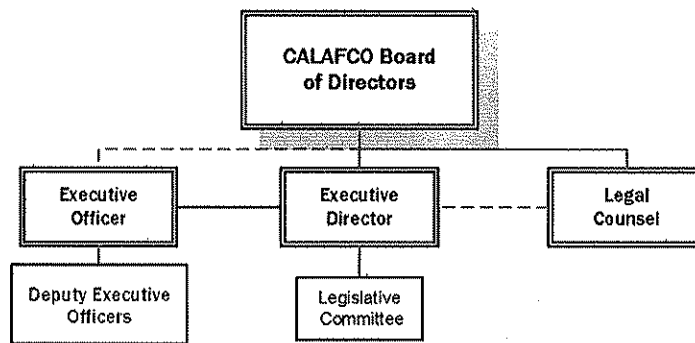 CALAFCO Board
of Directors
Executive
Officer
Executive
Director
Legal
Counsel
Deputy Executive
Officers
Legislative
Committee